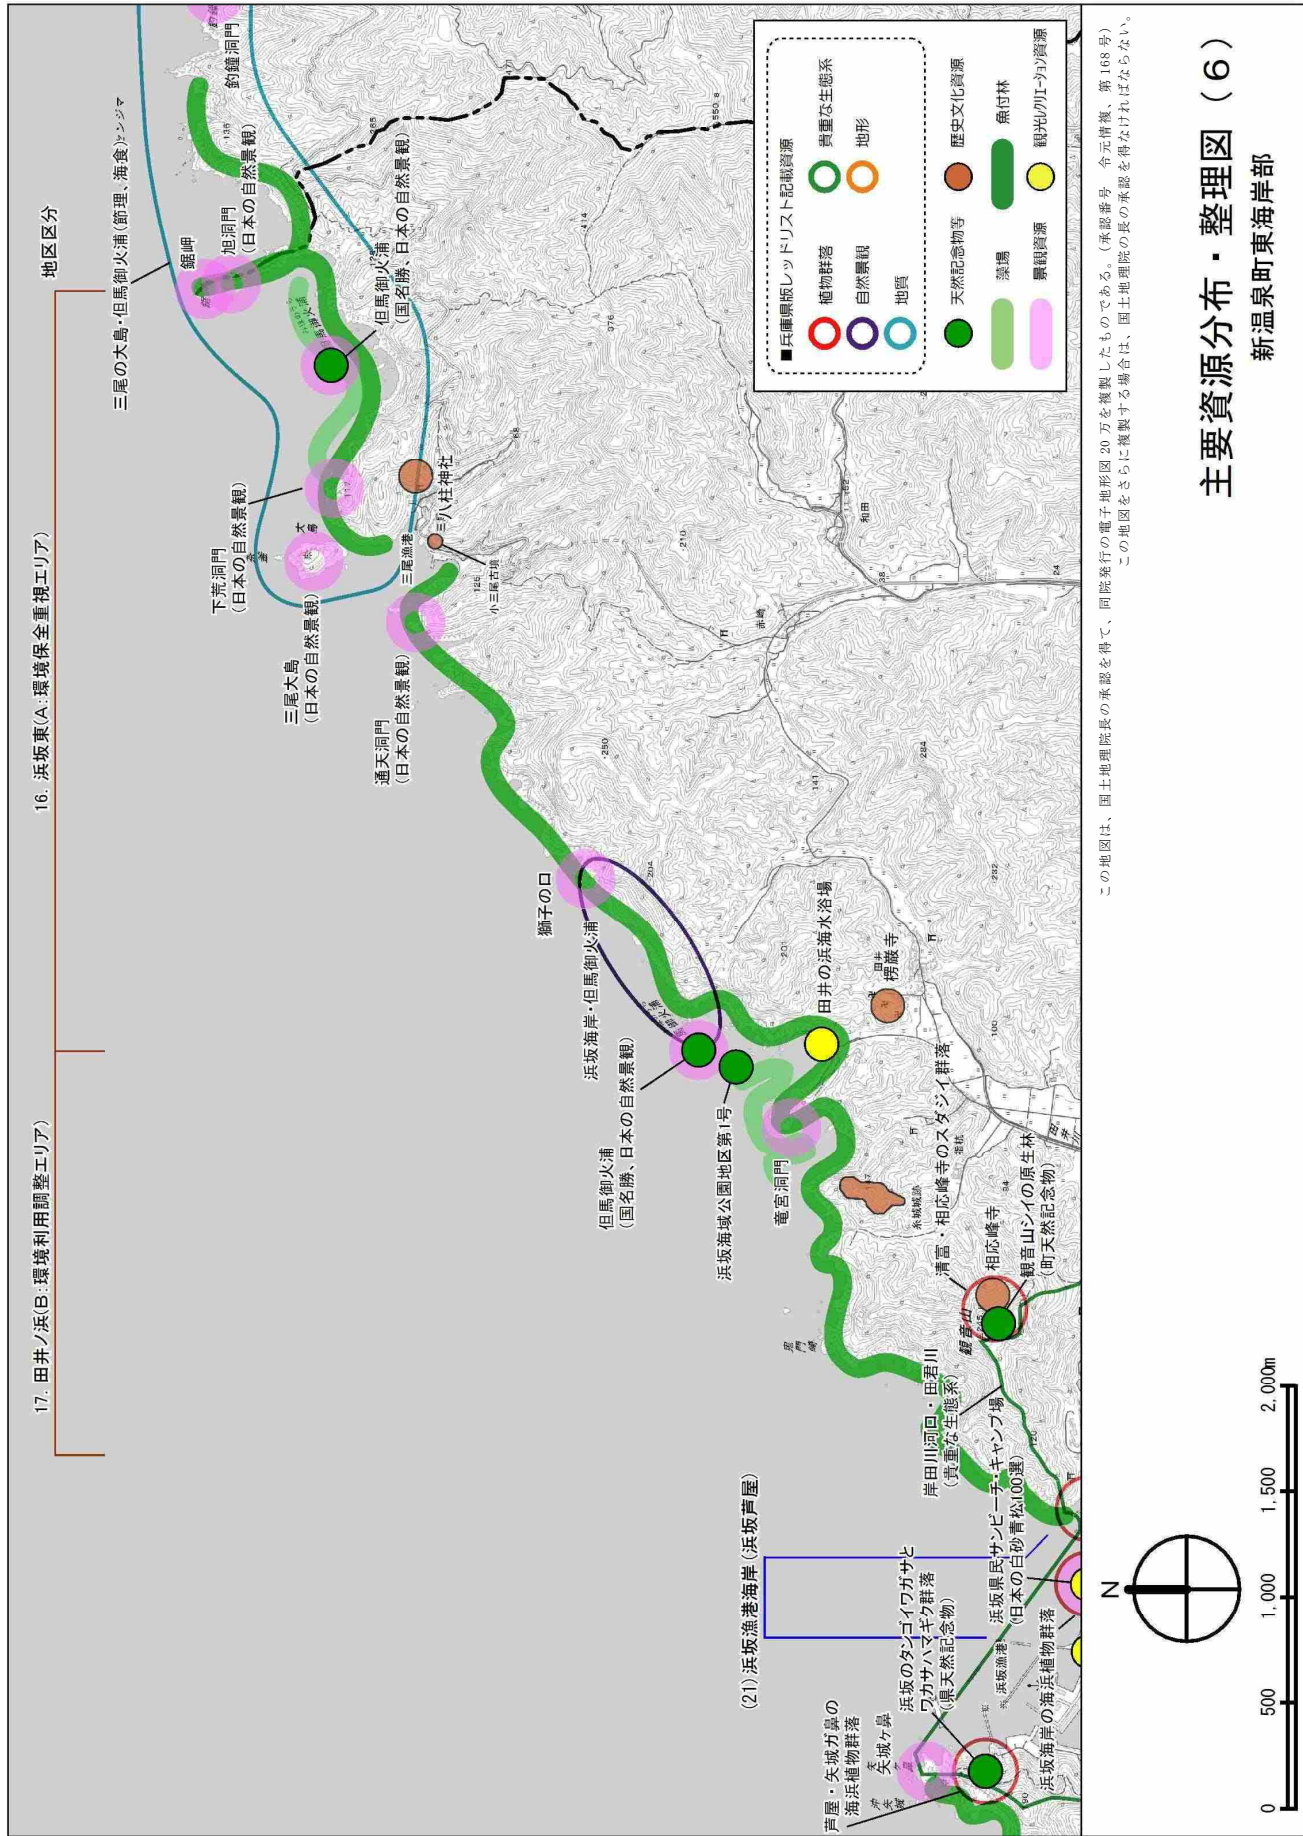 主要資源分布・整理図（6）
新温泉町東海岸部
地区区分
17. 田井ノ浜(B:環境利用調整エリア)
16. 浜坂東(A:環境保全重視エリア)
(21)浜坂漁港海岸(浜坂芦屋)
三尾の大島・但馬御火浦(節理、海食)
鋸岬
旭洞門
(日本の自然景観)
釣鐘洞門
但馬御火浦
(国名勝、日本の自然景観)
下荒洞門
(日本の自然景観)
三尾大島
(日本の自然景観)
大島
三尾漁港
八柱神社
小三尾古墳
通天洞門
(日本の自然景観)
獅子の口
浜坂海岸・但馬御火浦
但馬御火浦
(国名勝、日本の自然景観)
浜坂海域公園地区第1号
竜宮洞門
田井の浜海水浴場
田井
楞厳寺
糸城城跡
指杭
赤崎
和田
清富・相応峰寺のスダジイ群落
相応峰寺
観音山
観音山シイの原生林
(町天然記念物)
岸田川河口・田君川
(貴重な生態系)
浜坂県民サンビーチ・キャンプ場
(日本の白砂青松100選)
浜坂のタンゴイワガサと
ワカサハマギク群落
(県天然記念物)
浜坂漁港
浜坂海岸の海浜植物群落
芦屋・矢城ガ鼻の
海浜植物群落
矢城ケ鼻
■兵庫県版レッドリスト記載資源
植物群落
貴重な生態系
自然景観
地形
地質
天然記念物等
歴史文化資源
藻場
魚付林
景観資源
観光レクリエーション資源
この地図は、国土地理院長の承認を得て、同院発行の電子地形図20万を複製したものである。(承認番号 令元情複、第168号)
この地図をさらに複製する場合は、国土地理院の長の承認を得なければならない。
N
0 500 1,000 1,500 2,000m